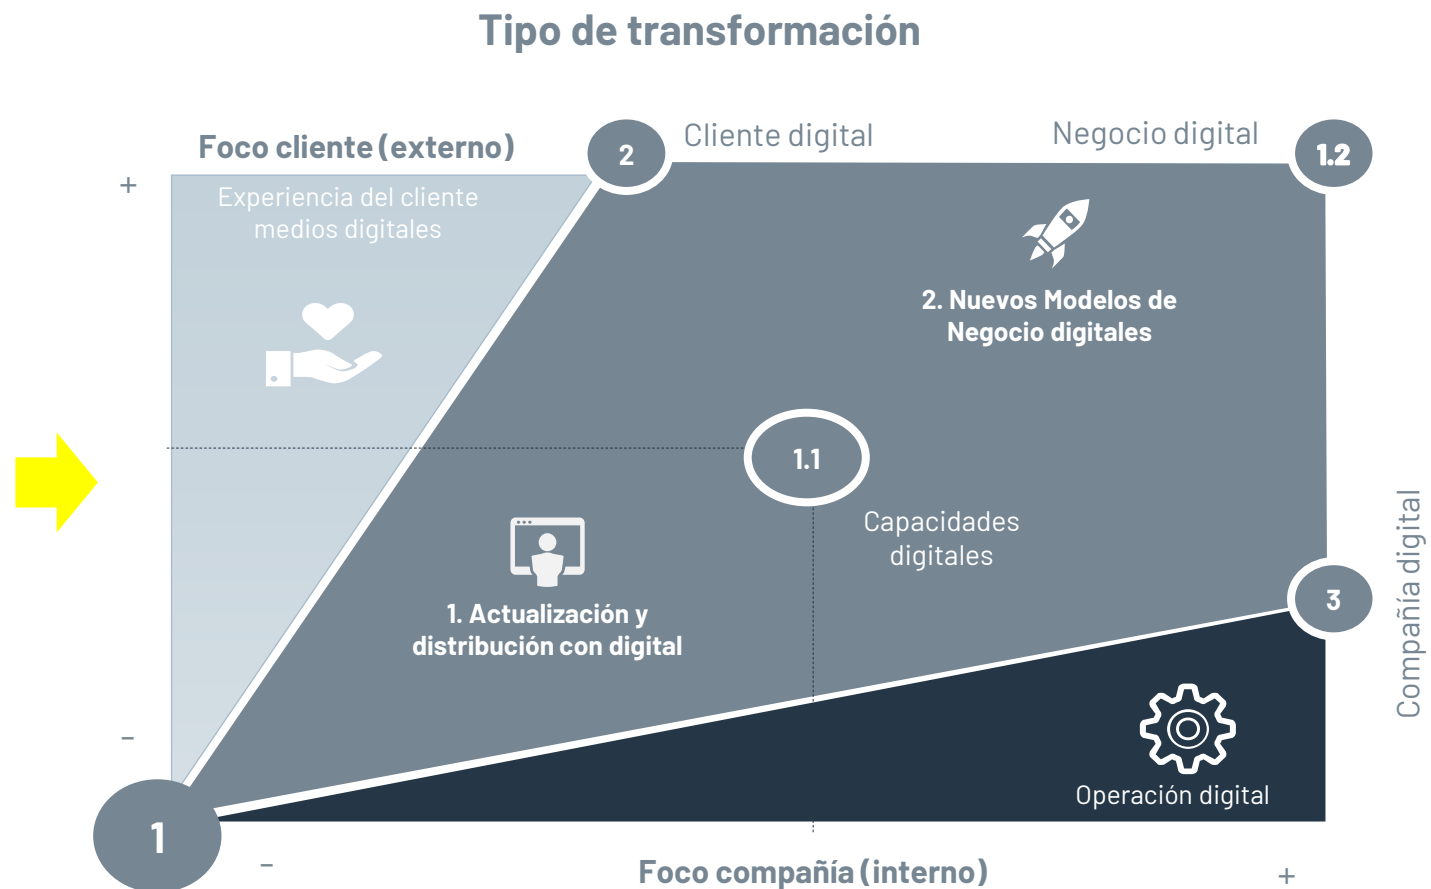 Tipo de transformación
Foco cliente (externo)
2
Cliente digital
Negocio digital
1.2
+
Experiencia del cliente
medios digitales
2. Nuevos Modelos de
Negocio digitales
1.1
Capacidades
digitales
Compañía digital
1. Actualización y
distribución con digital
3
-
Operación digital
1
-
Foco compañía (interno)
+